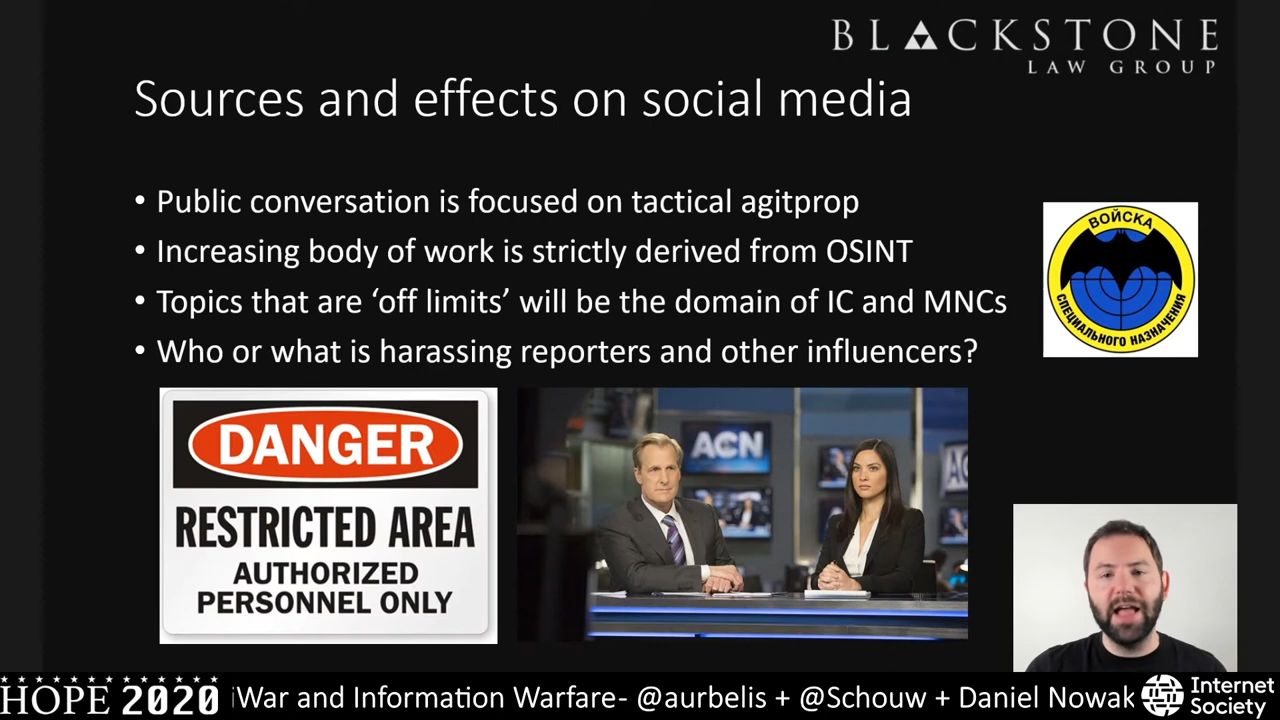 BLACKSTONE
LAW GROUP
Sources and effects on social media
• Public conversation is focused on tactical agitprop
• Increasing body of work is strictly derived from OSINT
• Topics that are ‘off limits’ will be the domain of IC and MNCs
• Who or what is harassing reporters and other influencers?
ВОЙСКА
СПЕЦИАЛЬНОГО НАЗНАЧЕНИЯ
DANGER
RESTRICTED AREA
AUTHORIZED
PERSONNEL ONLY
ACN
HOPE 2020
iWar and Information Warfare- @aurbelis + @Schouw + Daniel Nowak
Internet
Society